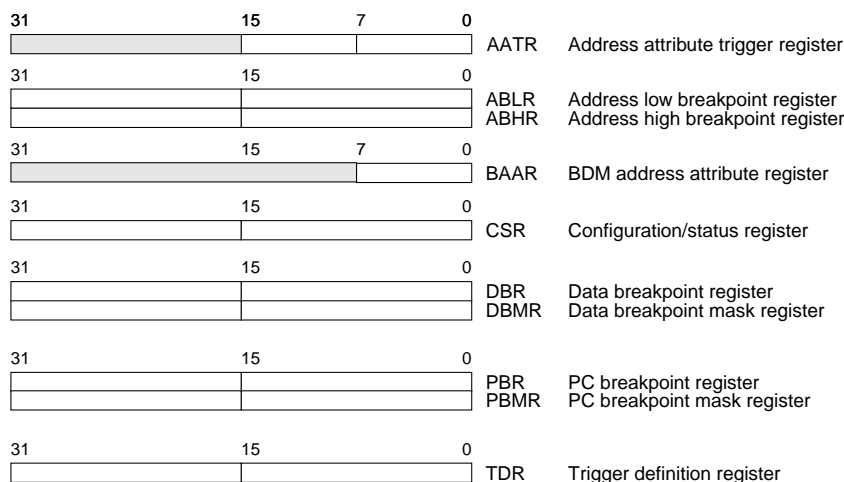 31 15 7 0
AATR Address attribute trigger register
31 15 0
ABLR Address low breakpoint register
ABHR Address high breakpoint register
31 15 7 0
BAAR BDM address attribute register
31 15 0
CSR Configuration/status register
31 15 0
DBR Data breakpoint register
DBMR Data breakpoint mask register
31 15 0
PBR PC breakpoint register
PBMR PC breakpoint mask register
31 15 0
TDR Trigger definition register